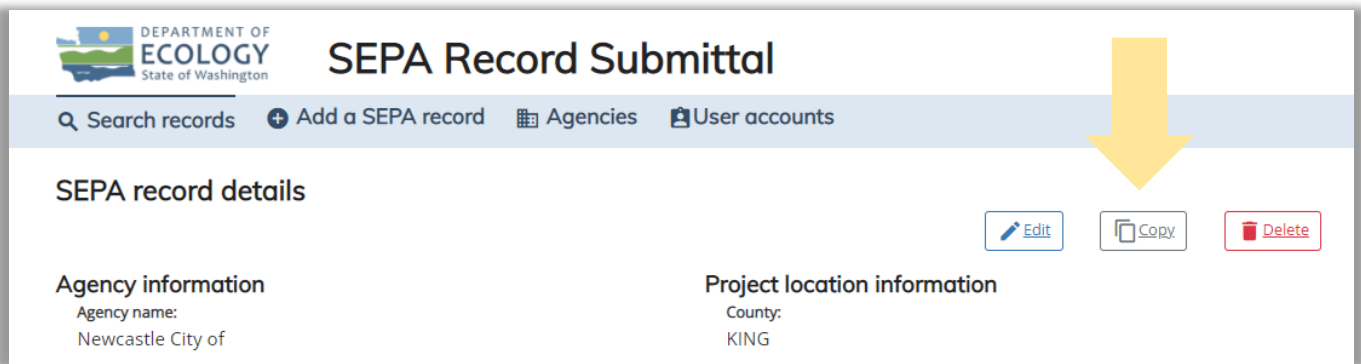 DEPARTMENT OF
ECOLOGY
State of Washington
SEPA Record Submittal
Search records Add a SEPA record Agencies User accounts
SEPA record details
Edit Copy Delete
Agency information Project location information
Agency name: County:
Newcastle City of KING